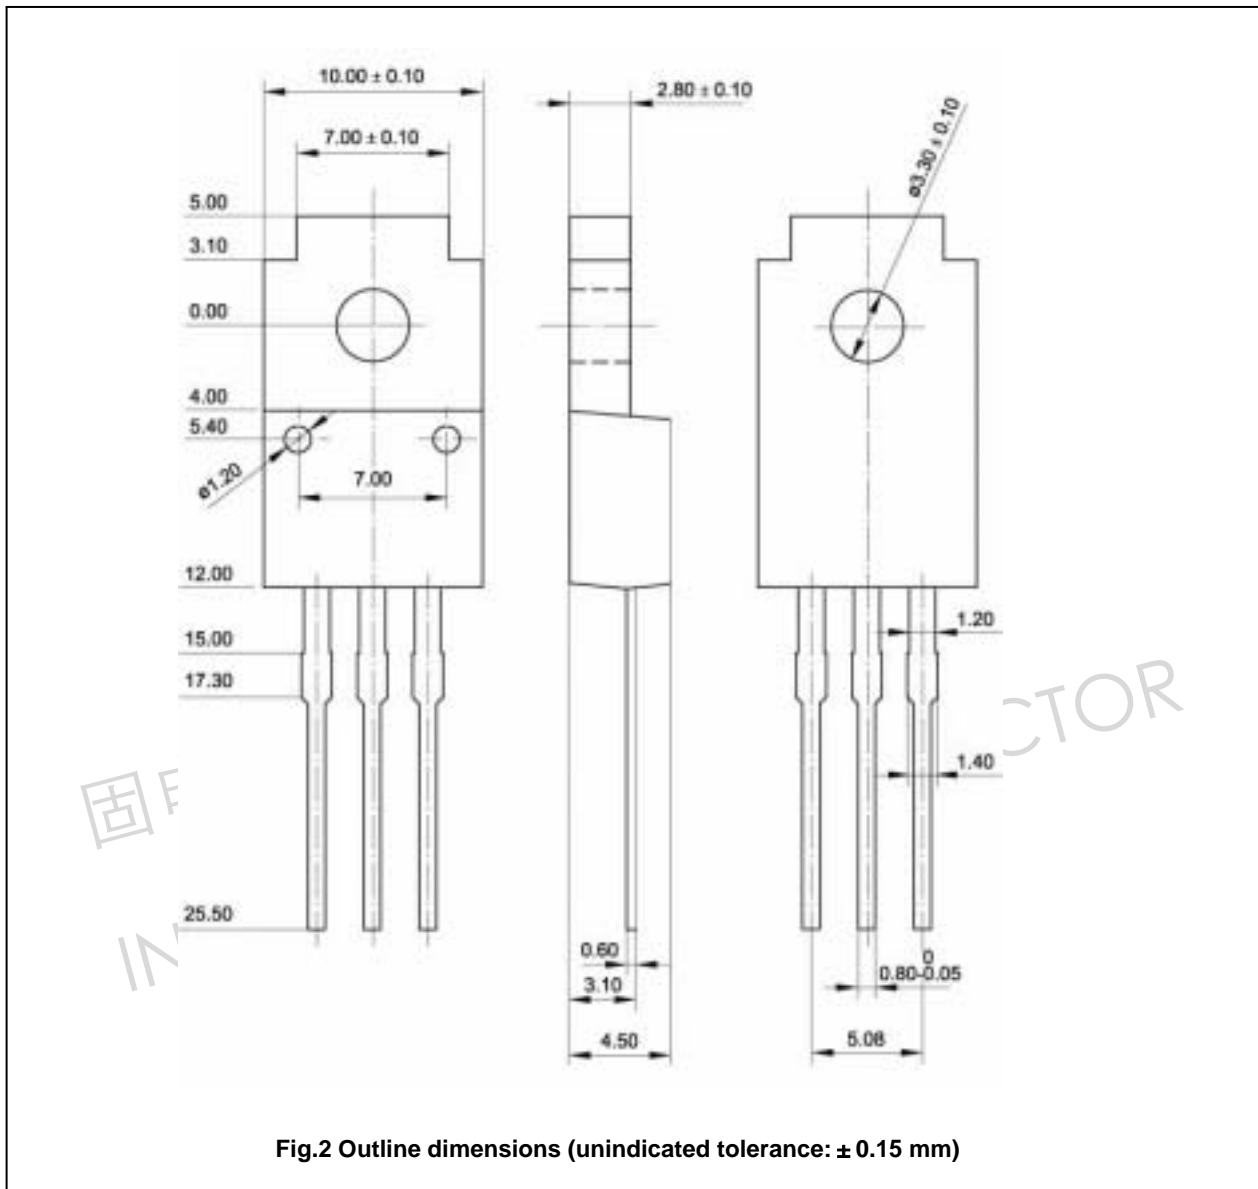 10.00 ± 0.10
2.80 ± 0.10
ø3.30 ± 0.10
7.00 ± 0.10
5.00
3.10
0.00
4.00
5.40
ø1.20
7.00
12.00
1.20
15.00
17.30
CTOR
1.40
固
25.50
IN
0.60
0
0.80-0.05
3.10
4.50
5.08
Fig.2 Outline dimensions (unindicated tolerance: ± 0.15 mm)